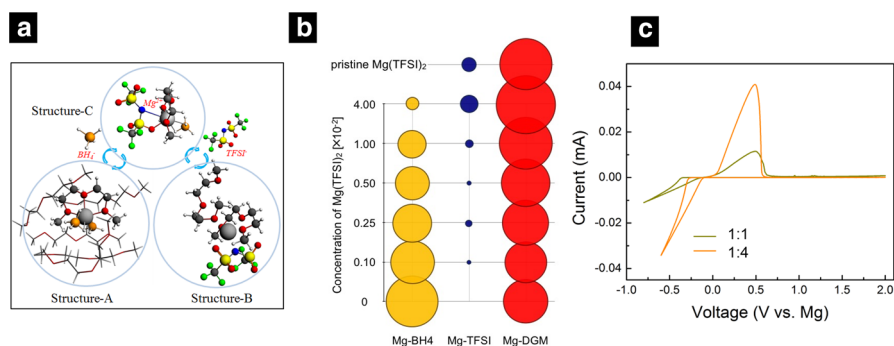 a
Structure-C
Mg2+
BH4-
TFSI-
Structure-A
Structure-B
b
Concentration of Mg(TFSI)2 [X10-2]
pristine Mg(TFSI)2
4.00
1.00
0.50
0.25
0.10
0
Mg-BH4 Mg-TFSI Mg-DGM
c
Current (mA)
0.04
0.02
0.00
-0.02
-0.04
1:1
1:4
-1.0 -0.5 0.0 0.5 1.0 1.5 2.0
Voltage (V vs. Mg)